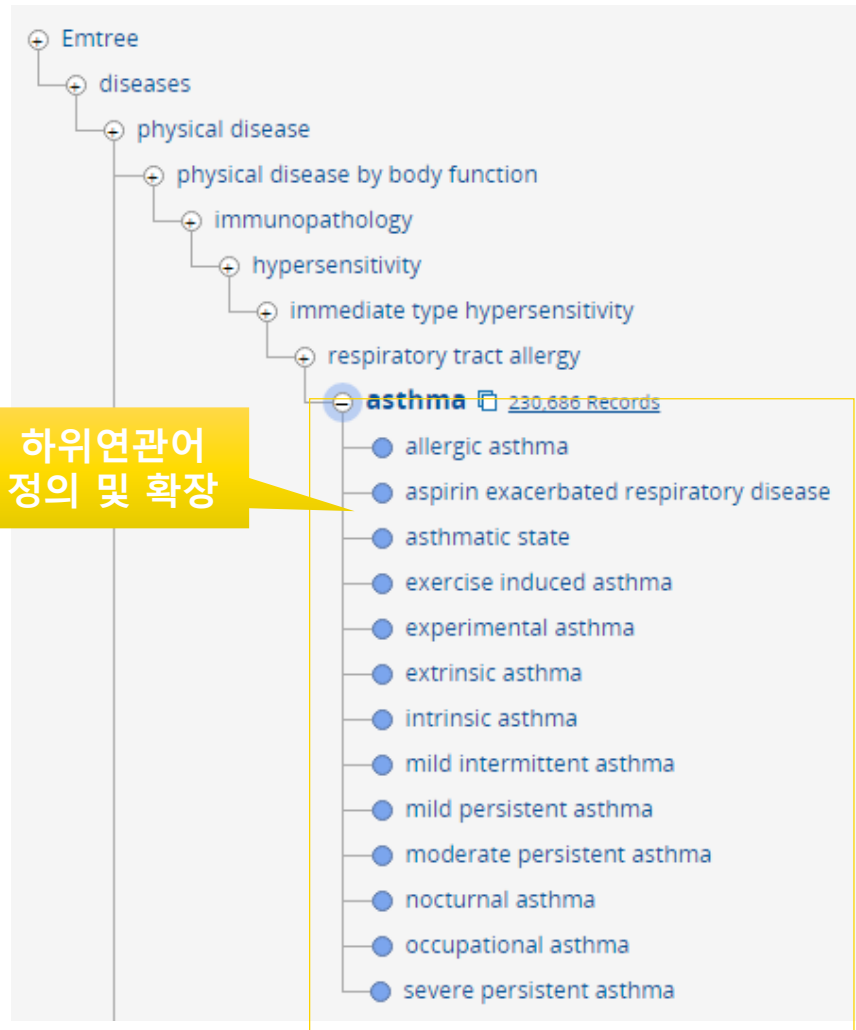 Emtree
diseases
physical disease
physical disease by body function
immunopathology
hypersensitivity
immediate type hypersensitivity
respiratory tract allergy
asthma 230,686 Records
하위연관어
정의 및 확장
allergic asthma
aspirin exacerbated respiratory disease
asthmatic state
exercise induced asthma
experimental asthma
extrinsic asthma
intrinsic asthma
mild intermittent asthma
mild persistent asthma
moderate persistent asthma
nocturnal asthma
occupational asthma
severe persistent asthma